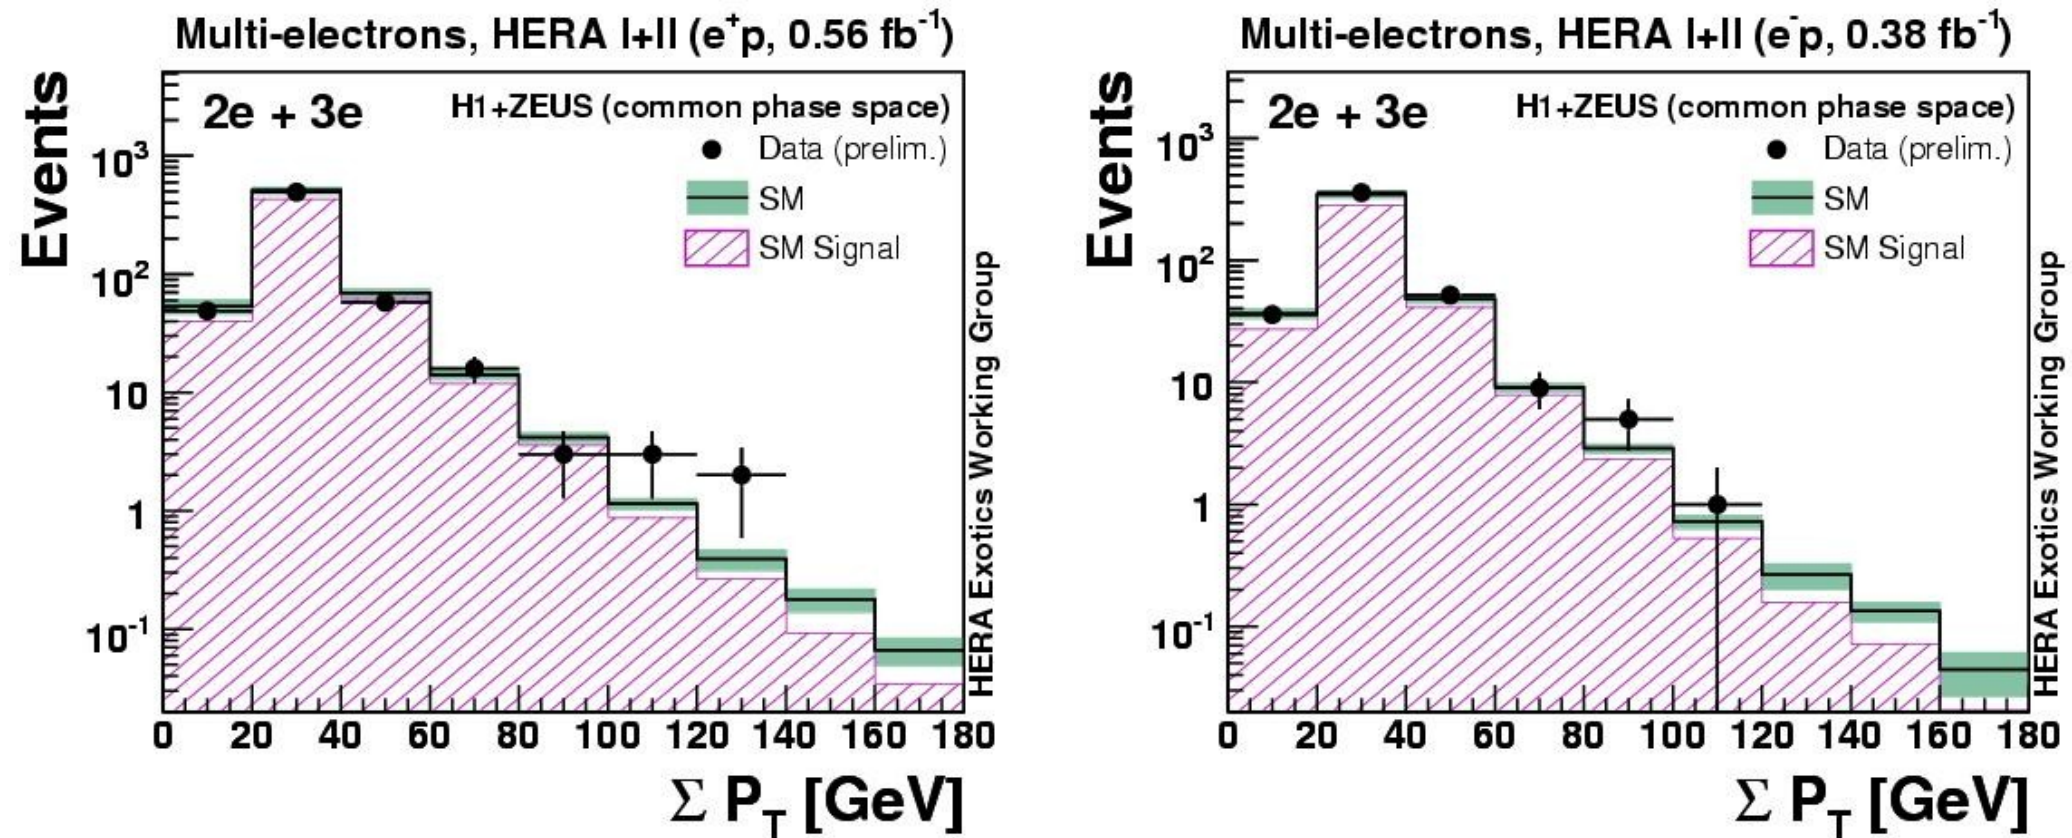 Multi-electrons, HERA I+II (e⁺p, 0.56 fb⁻¹)
Events
2e + 3e
H1+ZEUS (common phase space)
Data (prelim.)
SM
SM Signal
10³
10²
10
1
10⁻¹
0 20 40 60 80 100 120 140 160 180
Σ P_T [GeV]
HERA Exotics Working Group
Multi-electrons, HERA I+II (e⁻p, 0.38 fb⁻¹)
Events
2e + 3e
H1+ZEUS (common phase space)
Data (prelim.)
SM
SM Signal
10³
10²
10
1
10⁻¹
0 20 40 60 80 100 120 140 160 180
Σ P_T [GeV]
HERA Exotics Working Group